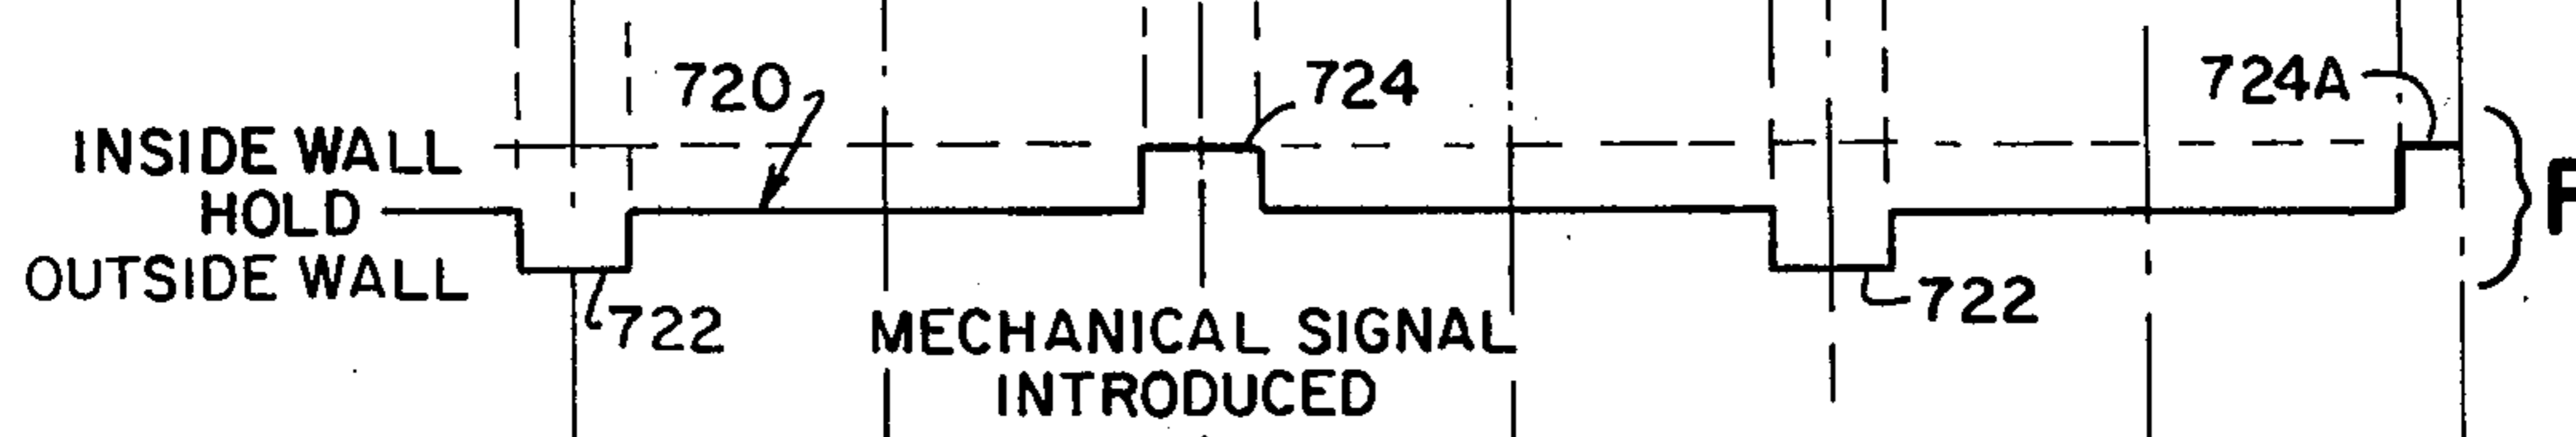 720
724
724A
INSIDE WALL
HOLD
OUTSIDE WALL
722
722
MECHANICAL SIGNAL
INTRODUCED